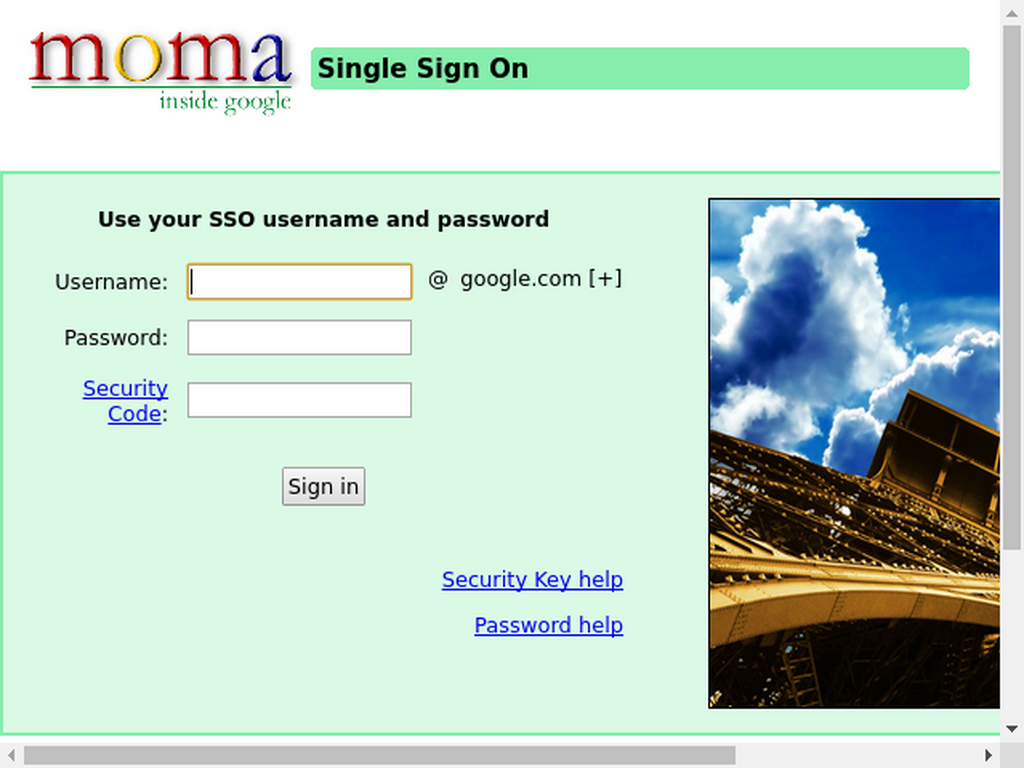 moma
inside google
Single Sign On
Use your SSO username and password
Username:
@ google.com [+]
Password:
Security
Code:
Sign in
Security Key help
Password help